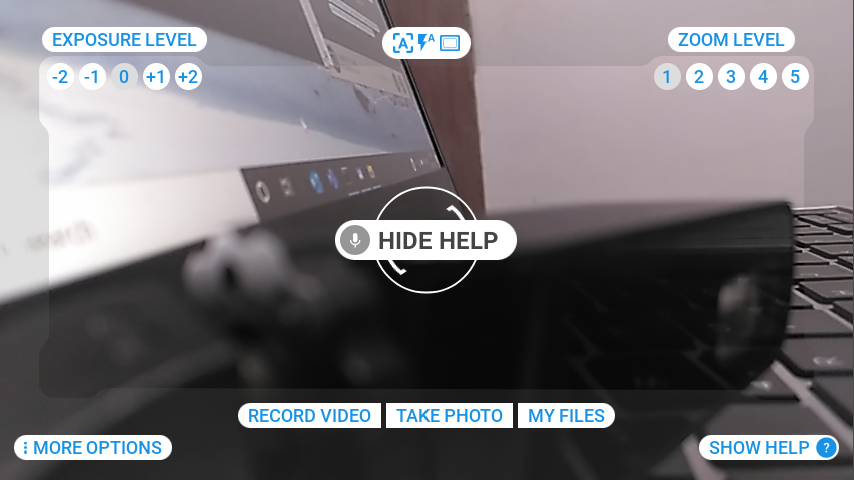 EXPOSURE LEVEL
A
A
ZOOM LEVEL
-2 -1 0 +1 +2
1 2 3 4 5
HIDE HELP
RECORD VIDEO TAKE PHOTO MY FILES
MORE OPTIONS
SHOW HELP ?